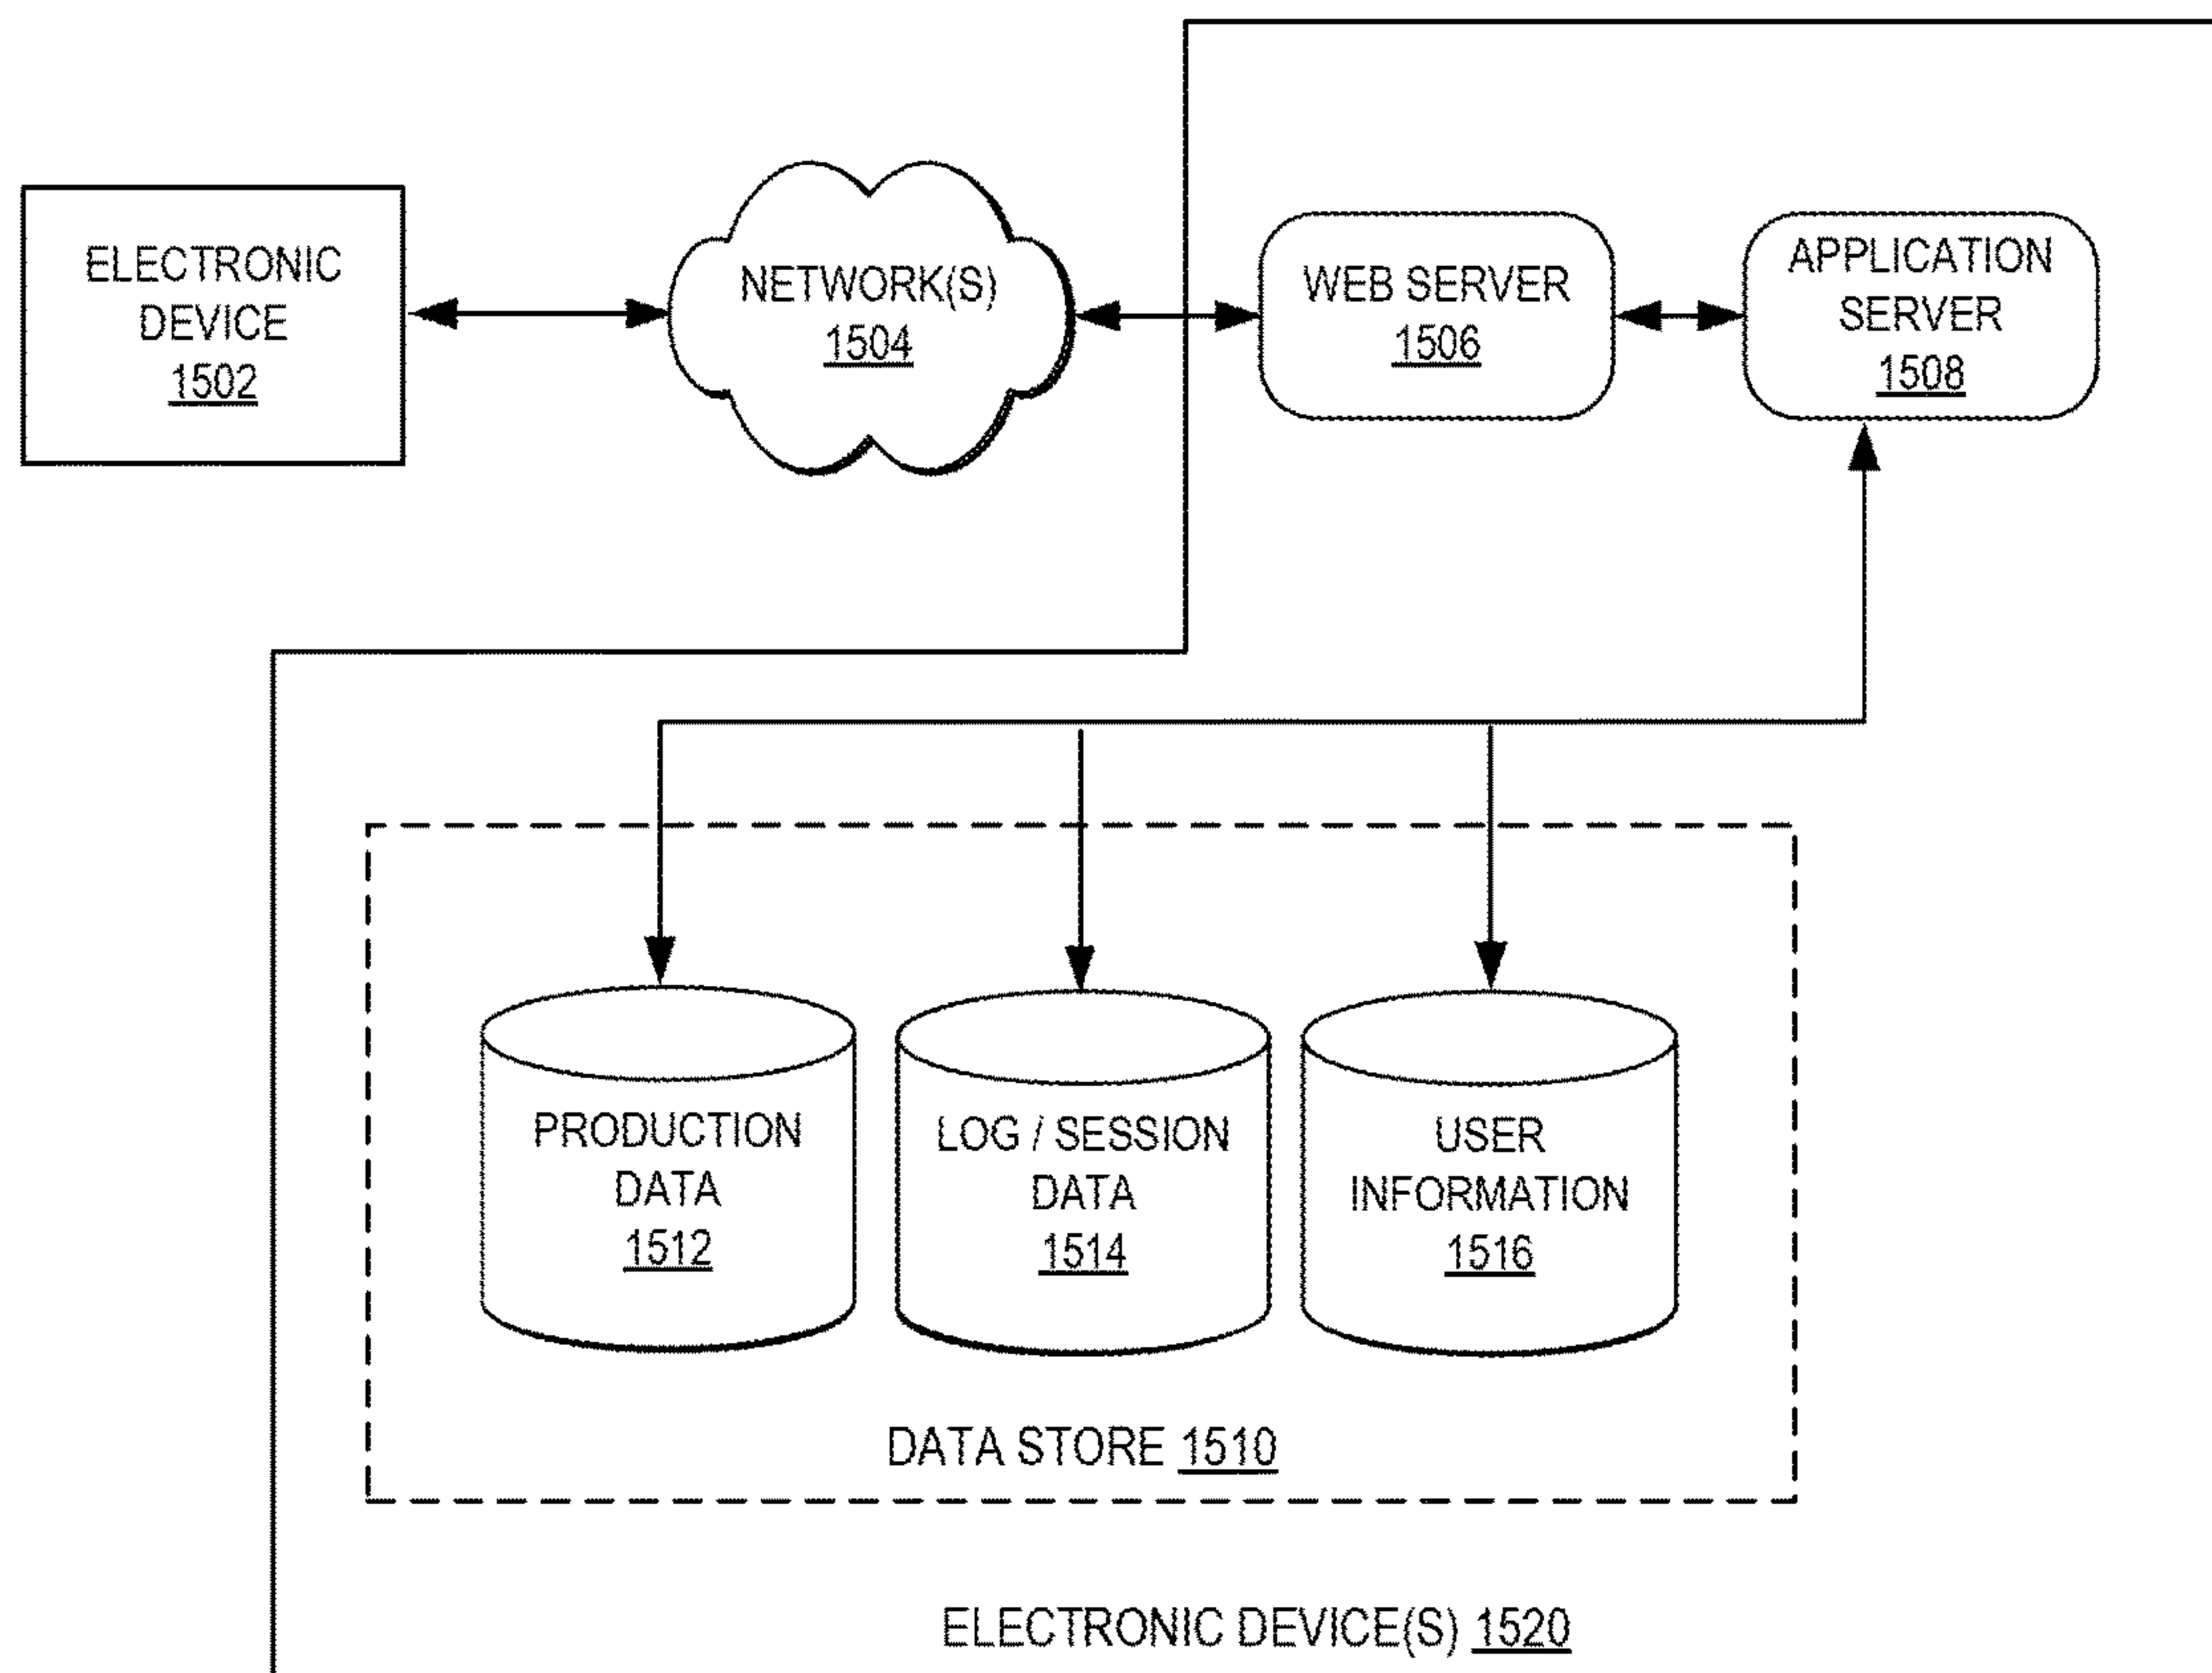 ELECTRONIC
DEVICE
1502
NETWORK(S)
1504
WEB SERVER
1506
APPLICATION
SERVER
1508
PRODUCTION
DATA
1512
LOG / SESSION
DATA
1514
USER
INFORMATION
1516
DATA STORE 1510
ELECTRONIC DEVICE(S) 1520